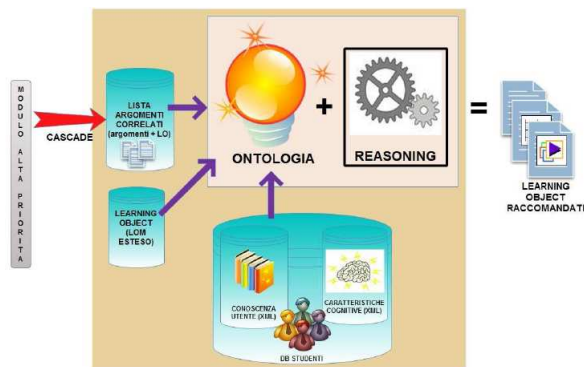 MODULO ALTA PRIORITA
CASCADE
LISTA
ARGOMENTI
CORRELATI
(argomenti + LO)
LEARNING
OBJECT (LOM
ESTESO)
+
ONTOLOGIA
REASONING
=
LEARNING
OBJECT
RACCOMANDATI
CONOSCENZA
UTENTE (XML)
CARATTERISTICHE
COGNITIVE (XML)
DB STUDENTI